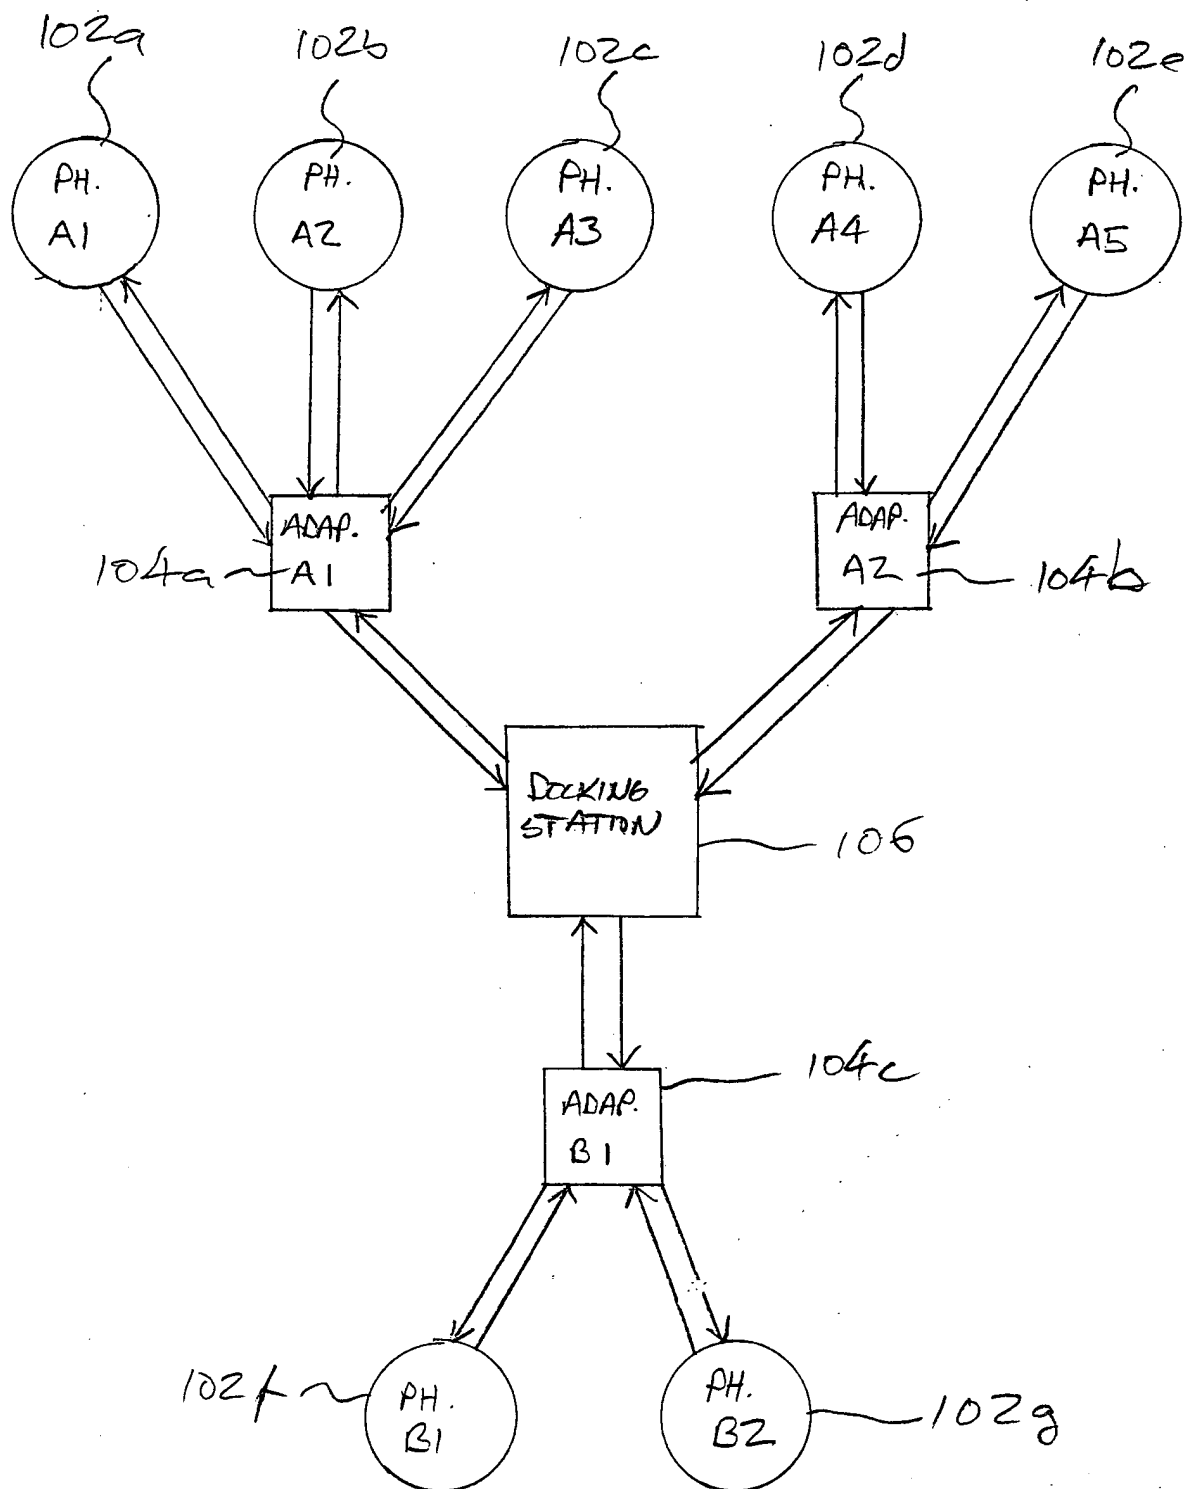 102a
102b
102c
102d
102e
PH.
A1
PH.
A2
PH.
A3
PH.
A4
PH.
A5
ADAP.
A1
104a
ADAP.
A2
104b
DOCKING
STATION
106
104c
ADAP.
B1
102f
PH.
B1
PH.
B2
102g